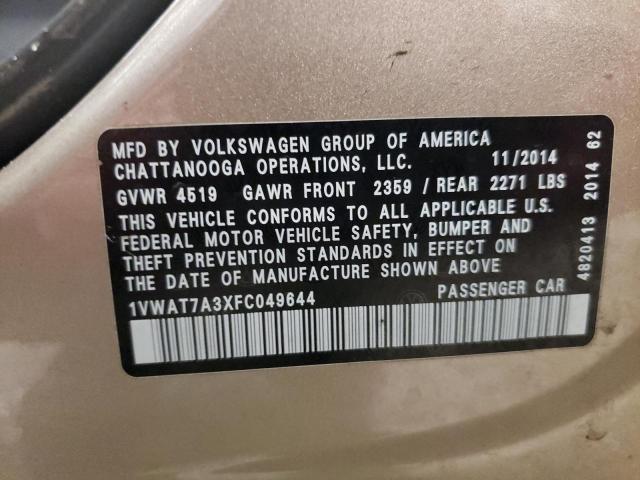 MFD BY VOLKSWAGEN GROUP OF AMERICA
CHATTANOOGA OPERATIONS, LLC. 11/2014
GVWR 4519 GAWR FRONT 2359 / REAR 2271 LBS
THIS VEHICLE CONFORMS TO ALL APPLICABLE U.S.
FEDERAL MOTOR VEHICLE SAFETY, BUMPER AND
THEFT PREVENTION STANDARDS IN EFFECT ON
THE DATE OF MANUFACTURE SHOWN ABOVE
1VWAT7A3XFC049644 PASSENGER CAR
4820413 2014 62